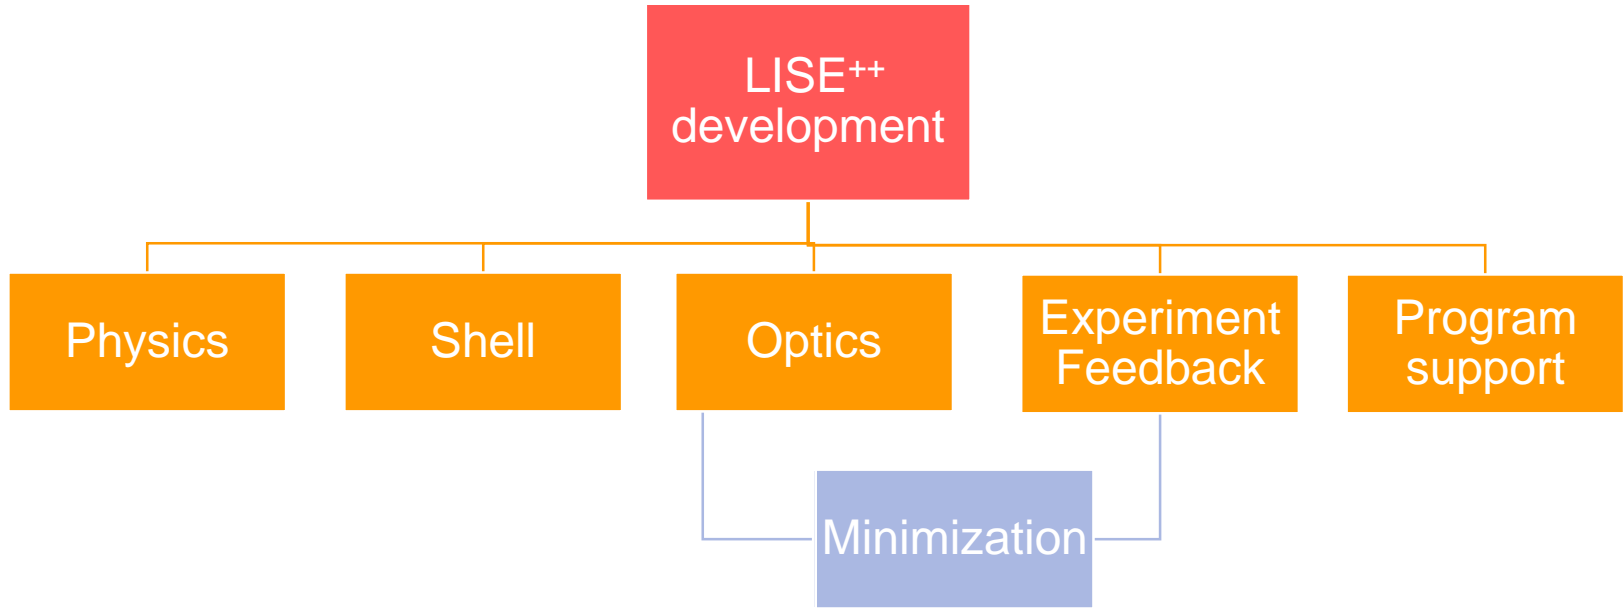 LISE⁺⁺
development
Physics
Shell
Optics
Experiment
Feedback
Program
support
Minimization